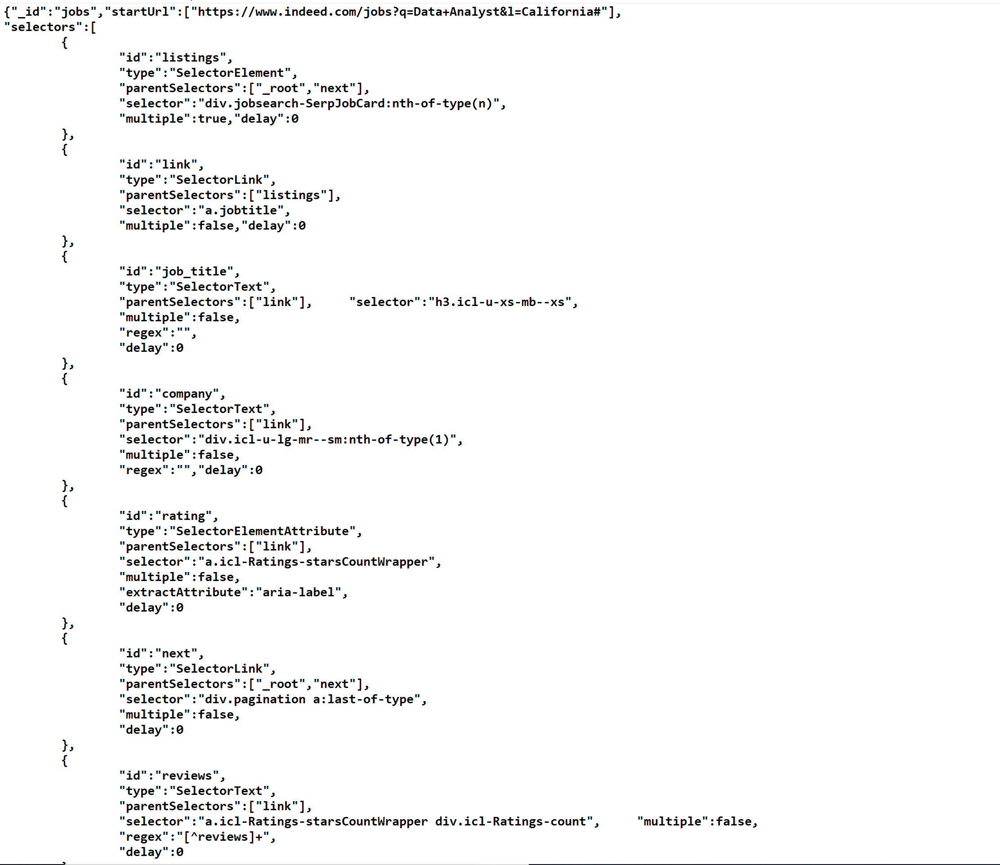 {"_id":"jobs","startUrl":["https://www.indeed.com/jobs?q=Data+Analyst&l=California#"],
"selectors":[
{
"id":"listings",
"type":"SelectorElement",
"parentSelectors":["_root","next"],
"selector":"div.jobsearch-SerpJobCard:nth-of-type(n)",
"multiple":true,"delay":0
},
{
"id":"link",
"type":"SelectorLink",
"parentSelectors":["listings"],
"selector":"a.jobtitle",
"multiple":false,"delay":0
},
{
"id":"job_title",
"type":"SelectorText",
"parentSelectors":["link"],     "selector":"h3.icl-u-xs-mb--xs",
"multiple":false,
"regex":"",
"delay":0
},
{
"id":"company",
"type":"SelectorText",
"parentSelectors":["link"],
"selector":"div.icl-u-lg-mr--sm:nth-of-type(1)",
"multiple":false,
"regex":"","delay":0
},
{
"id":"rating",
"type":"SelectorElementAttribute",
"parentSelectors":["link"],
"selector":"a.icl-Ratings-starsCountWrapper",
"multiple":false,
"extractAttribute":"aria-label",
"delay":0
},
{
"id":"next",
"type":"SelectorLink",
"parentSelectors":["_root","next"],
"selector":"div.pagination a:last-of-type",
"multiple":false,
"delay":0
},
{
"id":"reviews",
"type":"SelectorText",
"parentSelectors":["link"],
"selector":"a.icl-Ratings-starsCountWrapper div.icl-Ratings-count",     "multiple":false,
"regex":"[^reviews]+",
"delay":0